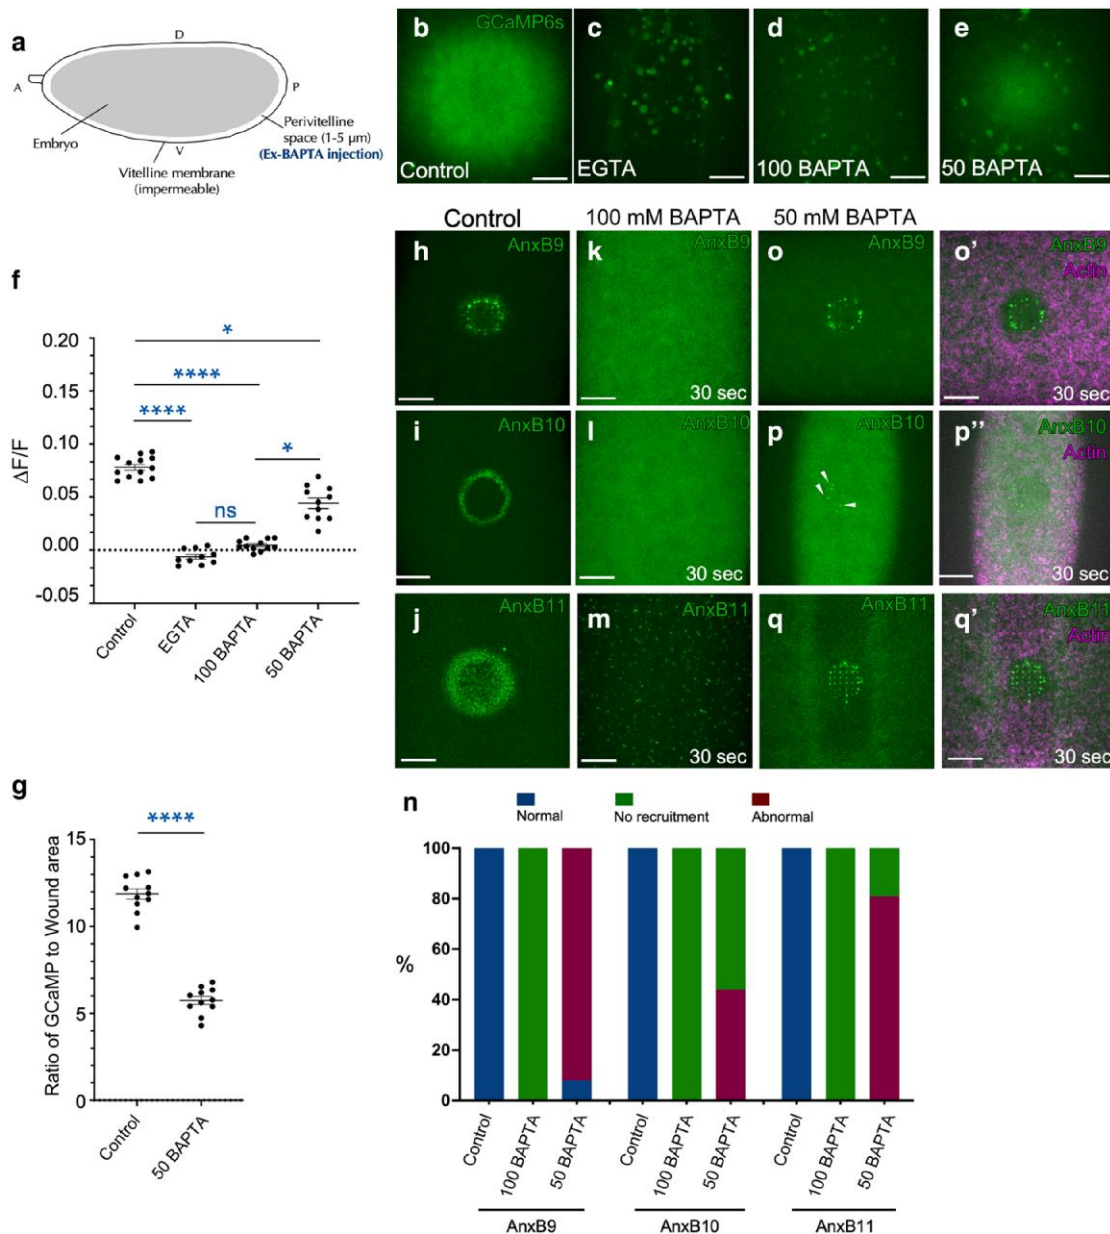 a
D
A
P
V
Embryo
Perivitelline
space (1-5 µm)
(Ex-BAPTA injection)
Vitelline membrane
(impermeable)
b GCaMP6s
Control
c
EGTA
d
100 BAPTA
e
50 BAPTA
Control
100 mM BAPTA
50 mM BAPTA
h AnxB9
k AnxB9
30 sec
o AnxB9
30 sec
o’ AnxB9
Actin
30 sec
i AnxB10
l AnxB10
30 sec
p AnxB10
30 sec
p’’ AnxB10
Actin
30 sec
j AnxB11
m AnxB11
30 sec
q AnxB11
30 sec
q’ AnxB11
Actin
30 sec
f
ΔF/F
0.20
0.15
0.10
0.05
0.00
-0.05
*
****
****
*
ns
Control
EGTA
100 BAPTA
50 BAPTA
g
Ratio of GCaMP to Wound area
15
10
5
0
****
Control
50 BAPTA
n
Normal
No recruitment
Abnormal
%
100
80
60
40
20
0
Control
100 BAPTA
50 BAPTA
Control
100 BAPTA
50 BAPTA
Control
100 BAPTA
50 BAPTA
AnxB9
AnxB10
AnxB11